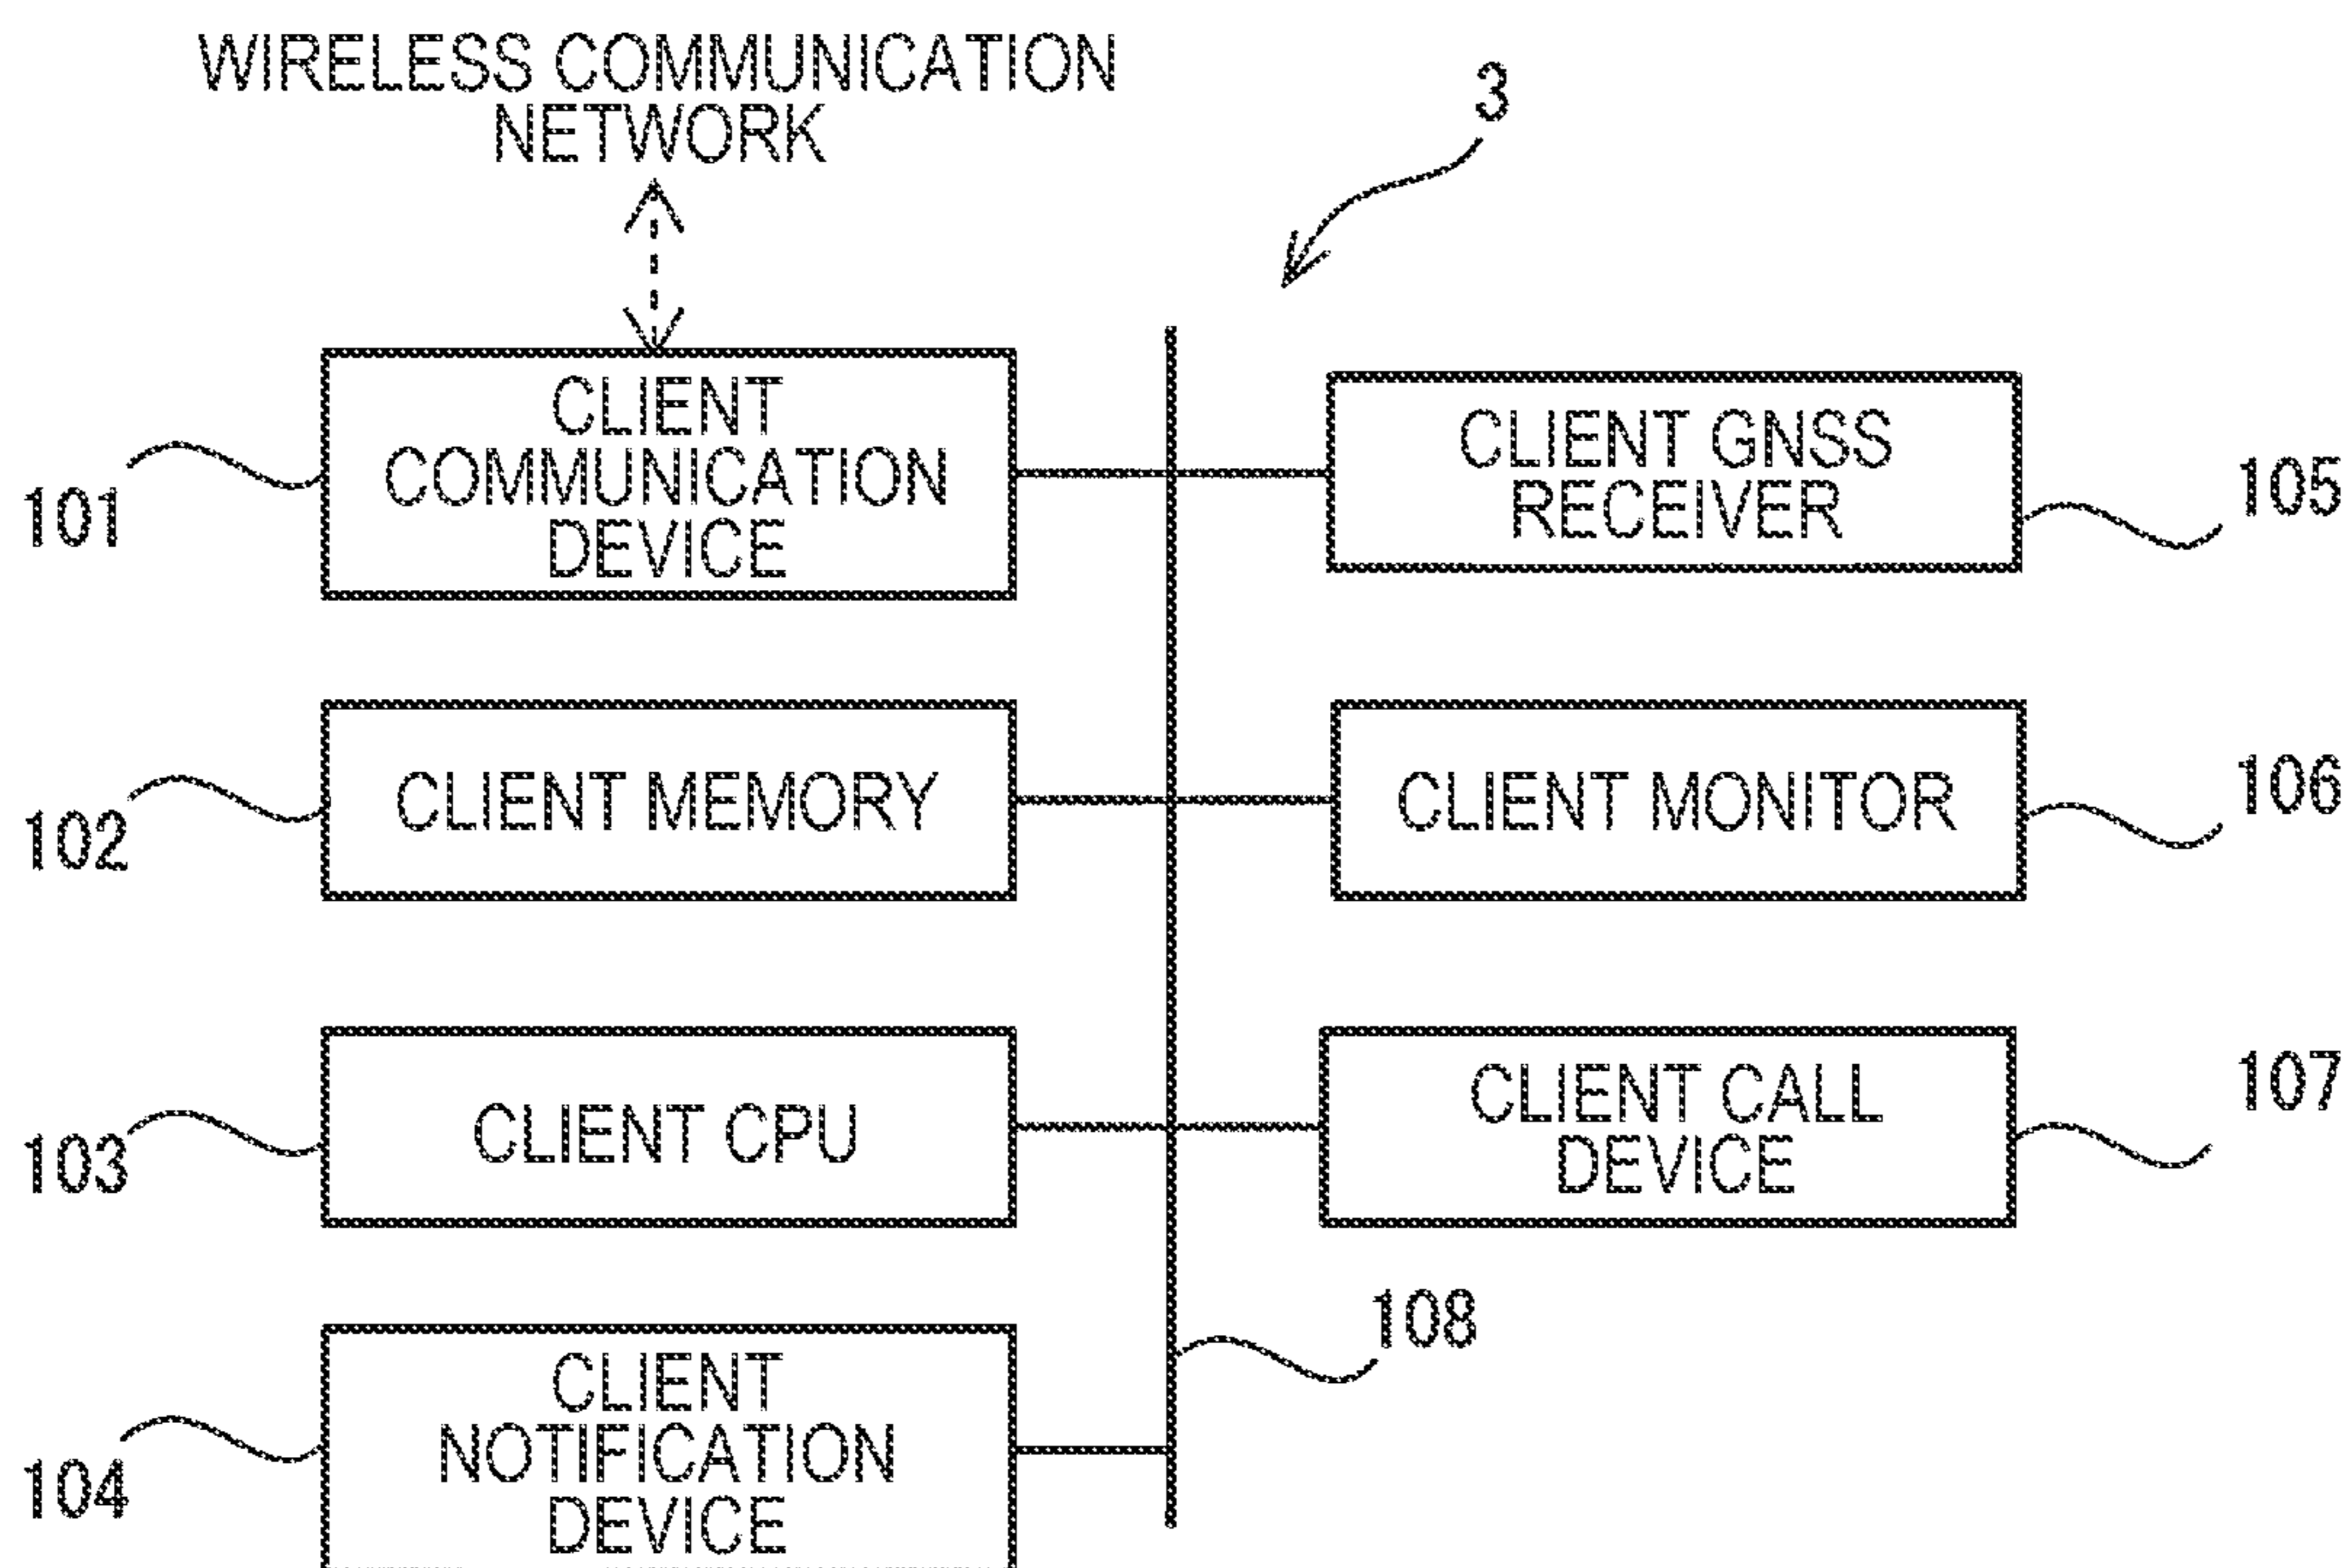 WIRELESS COMMUNICATION
NETWORK
3
CLIENT
COMMUNICATION
DEVICE
101
CLIENT GNSS
RECEIVER
105
CLIENT MEMORY
102
CLIENT MONITOR
106
CLIENT CPU
103
CLIENT CALL
DEVICE
107
108
CLIENT
NOTIFICATION
DEVICE
104